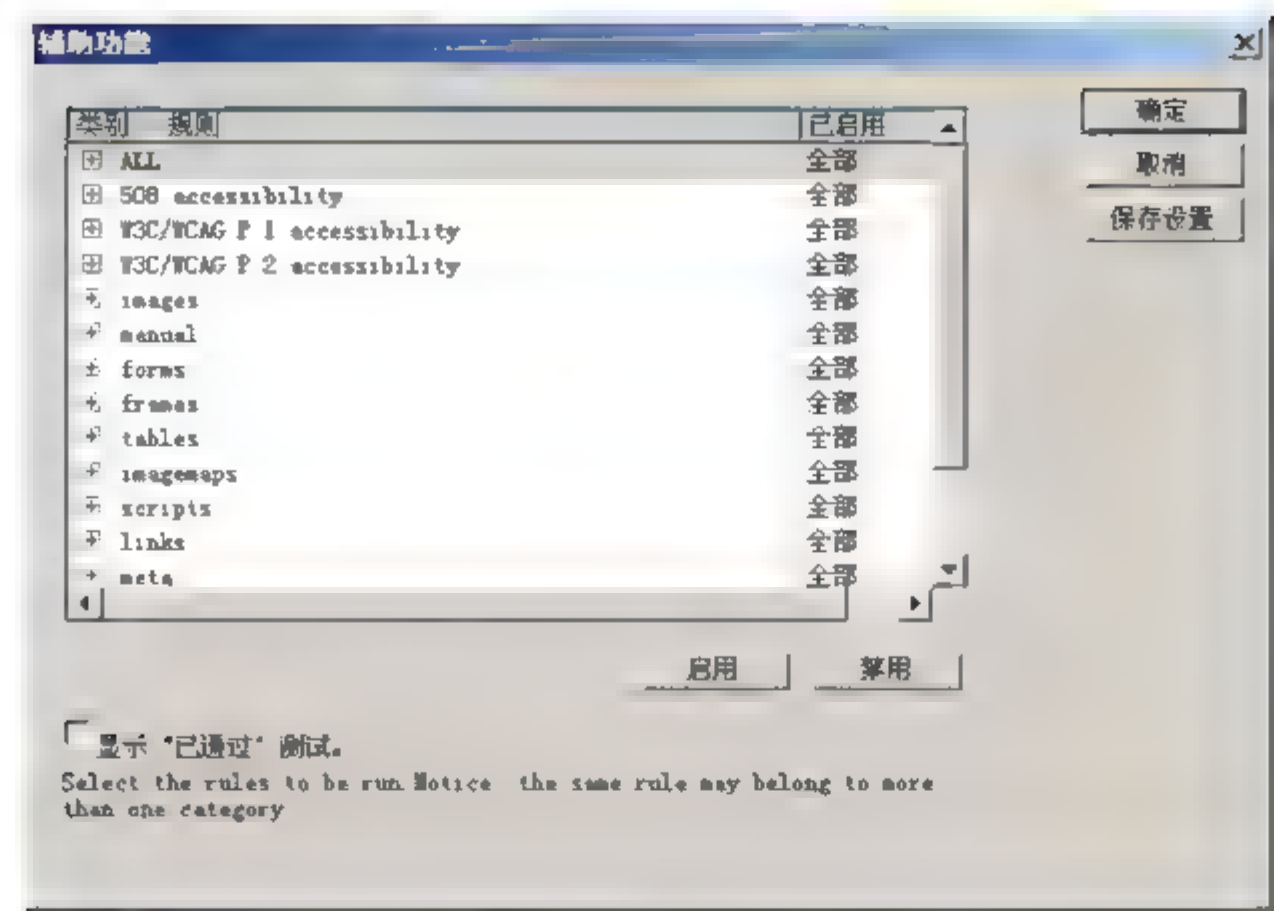 辅助功能
类别 规则 已启用
确定
ALL 全部
取消
508 accessibility 全部
保存设置
W3C/WCAG P 1 accessibility 全部
W3C/WCAG P 2 accessibility 全部
images 全部
manual 全部
forms 全部
frames 全部
tables 全部
imagemaps 全部
scripts 全部
links 全部
meta 全部
启用 禁用
显示"已通过"测试。
Select the rules to be run. Notice the same rule may belong to more
than one category